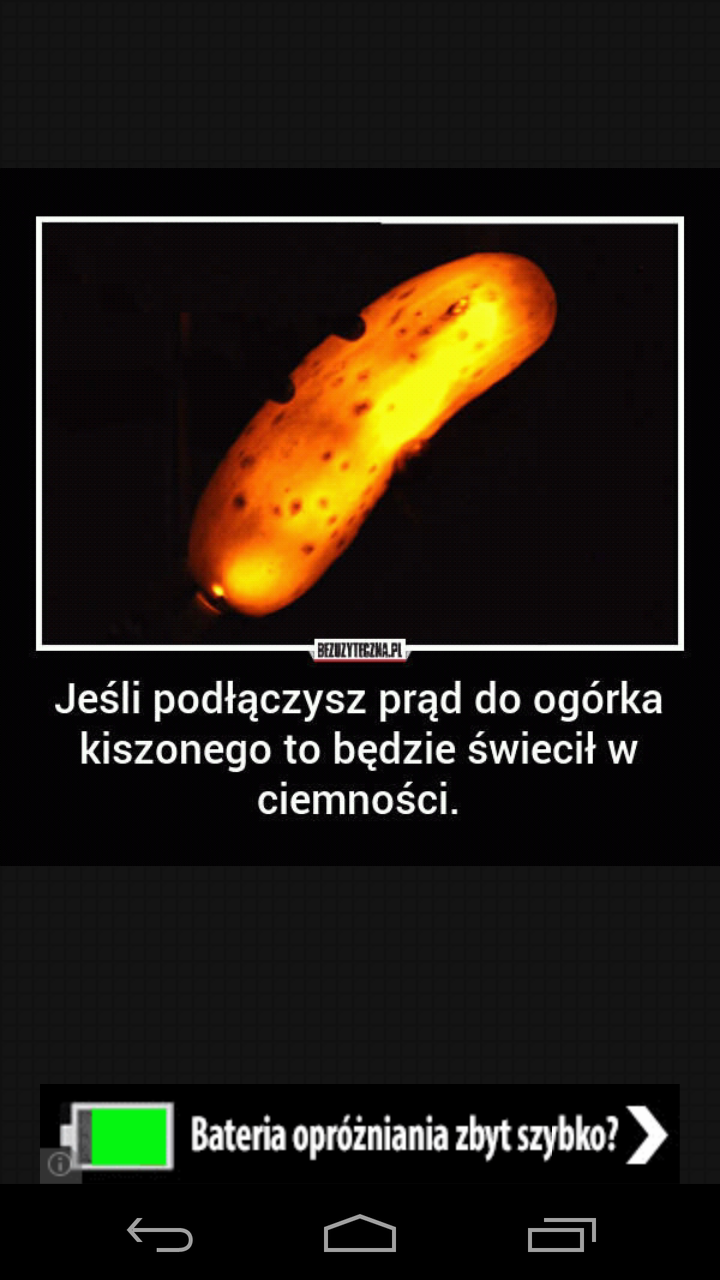 BEZUZYTECZNA.PL
Jeśli podłączysz prąd do ogórka
kiszonego to będzie świecił w
ciemności.
Bateria opróżniania zbyt szybko?